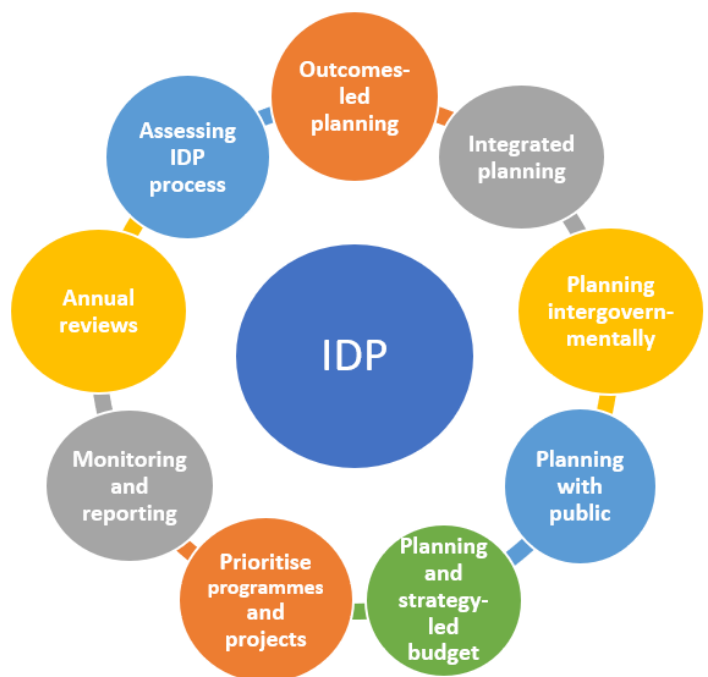 Outcomes-
led
planning
Integrated
planning
Planning
intergovern-
mentally
Planning
with
public
Planning
and
strategy-
led
budget
Prioritise
programmes
and
projects
Monitoring
and
reporting
Annual
reviews
Assessing
IDP
process
IDP